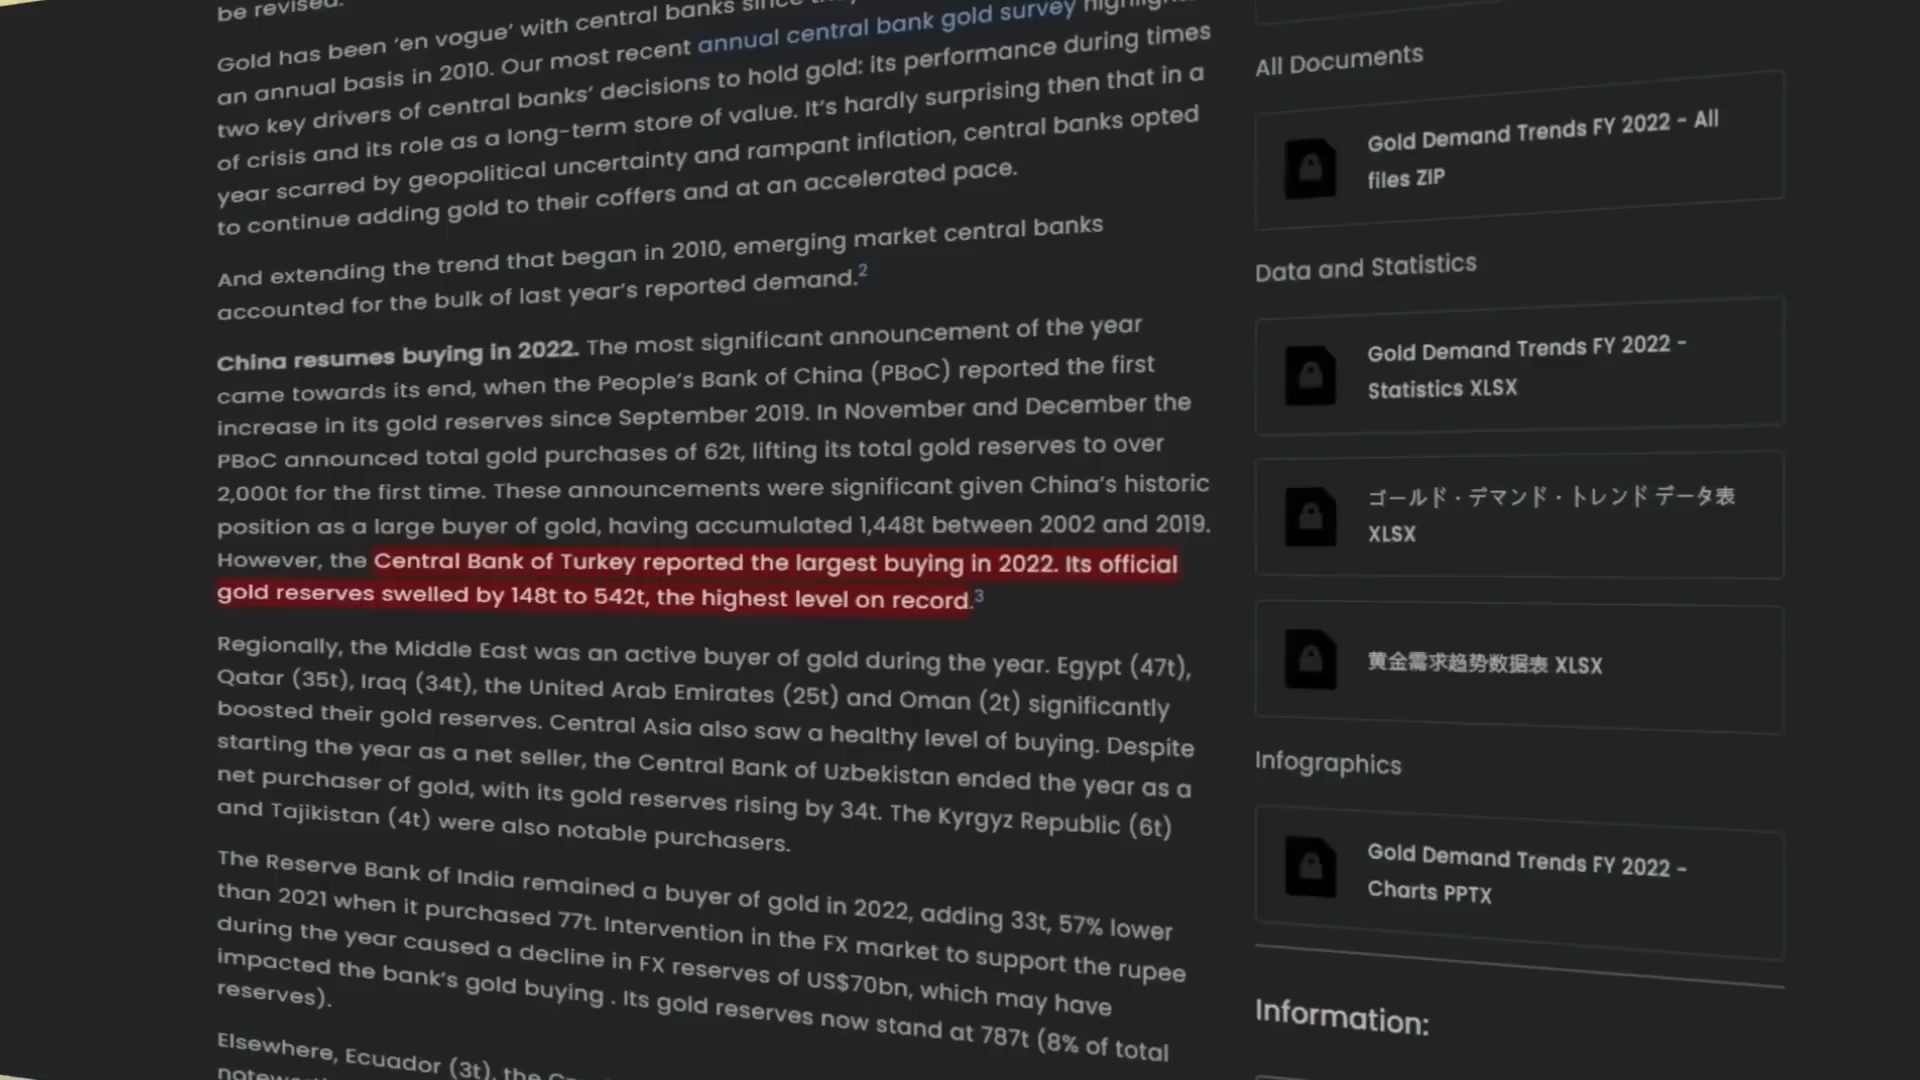 be revised.
Gold has been ‘en vogue’ with central banks since
an annual basis in 2010. Our most recent annual central bank gold survey
two key drivers of central banks’ decisions to hold gold: its performance during times
of crisis and its role as a long-term store of value. It’s hardly surprising then that in a
year scarred by geopolitical uncertainty and rampant inflation, central banks opted
to continue adding gold to their coffers and at an accelerated pace.
And extending the trend that began in 2010, emerging market central banks
accounted for the bulk of last year’s reported demand.2
China resumes buying in 2022. The most significant announcement of the year
came towards its end, when the People’s Bank of China (PBoC) reported the first
increase in its gold reserves since September 2019. In November and December the
PBoC announced total gold purchases of 62t, lifting its total gold reserves to over
2,000t for the first time. These announcements were significant given China’s historic
position as a large buyer of gold, having accumulated 1,448t between 2002 and 2019.
However, the Central Bank of Turkey reported the largest buying in 2022. Its official
gold reserves swelled by 148t to 542t, the highest level on record.3
Regionally, the Middle East was an active buyer of gold during the year. Egypt (47t),
Qatar (35t), Iraq (34t), the United Arab Emirates (25t) and Oman (2t) significantly
boosted their gold reserves. Central Asia also saw a healthy level of buying. Despite
starting the year as a net seller, the Central Bank of Uzbekistan ended the year as a
net purchaser of gold, with its gold reserves rising by 34t. The Kyrgyz Republic (6t)
and Tajikistan (4t) were also notable purchasers.
The Reserve Bank of India remained a buyer of gold in 2022, adding 33t, 57% lower
than 2021 when it purchased 77t. Intervention in the FX market to support the rupee
during the year caused a decline in FX reserves of US$70bn, which may have
impacted the bank’s gold buying . Its gold reserves now stand at 787t (8% of total
reserves).
Elsewhere, Ecuador (3t), the
All Documents
Gold Demand Trends FY 2022 - All
files ZIP
Data and Statistics
Gold Demand Trends FY 2022 -
Statistics XLSX
ゴールド・デマンド・トレンド データ表
XLSX
黄金需求趋势数据表 XLSX
Infographics
Gold Demand Trends FY 2022 -
Charts PPTX
Information: